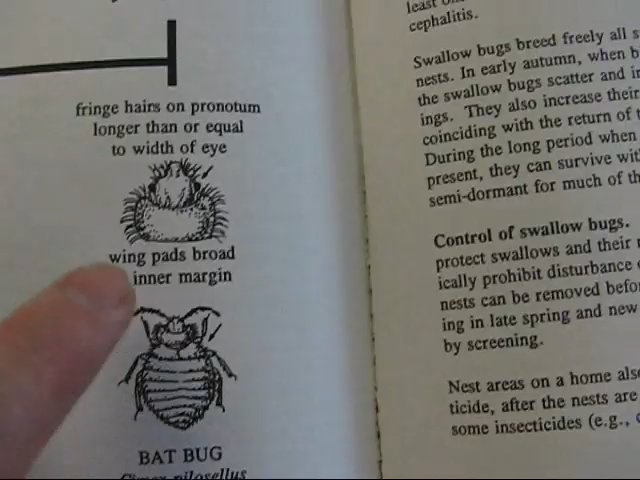 fringe hairs on pronotum
longer than or equal
to width of eye
wing pads broad
inner margin
BAT BUG
Cimex pilosellus
least
cephalitis.
Swallow bugs breed freely all
nests. In early autumn, when
the swallow bugs scatter and
ings. They also increase their
coinciding with the return of
During the long period when
present, they can survive
semi-dormant for much of
Control of swallow bugs.
protect swallows and their
ically prohibit disturbance
nests can be removed
ing in late spring and new
by screening.
Nest areas on a home
ticide, after the nests are
some insecticides (e.g.,